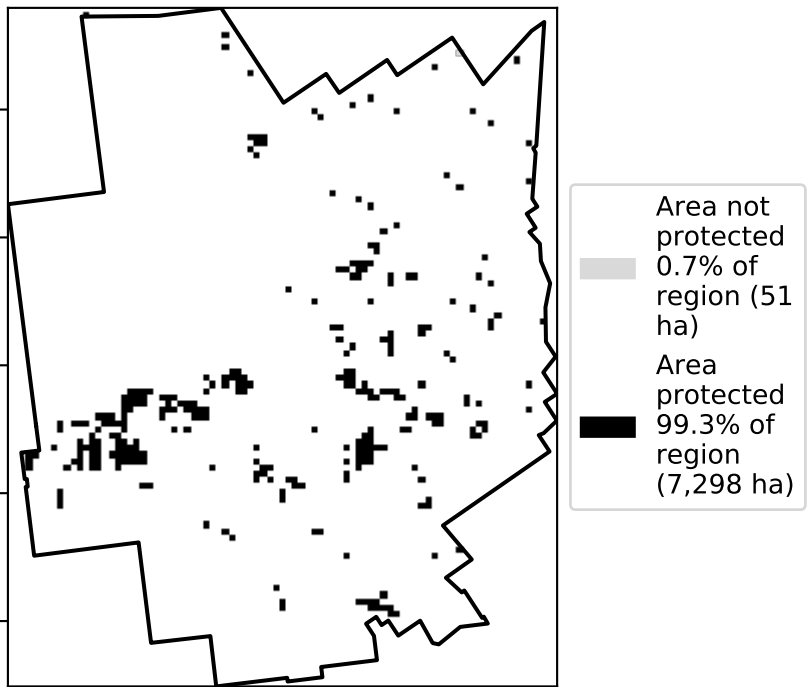 Area not
protected
0.7% of
region (51
ha)
Area
protected
99.3% of
region
(7,298 ha)